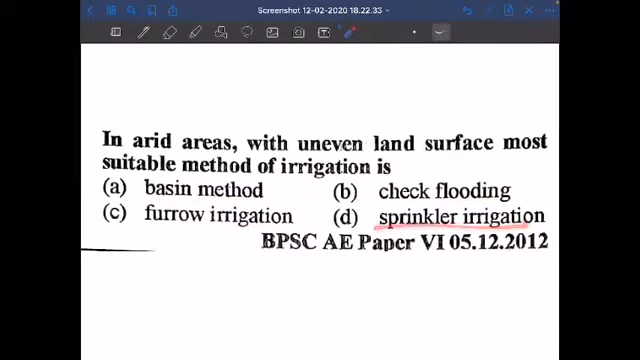 Screenshot 12-02-2020 18.22.33
In arid areas, with uneven land surface most
suitable method of irrigation is
(a) basin method (b) check flooding
(c) furrow irrigation (d) sprinkler irrigation
BPSC AE Paper VI 05.12.2012